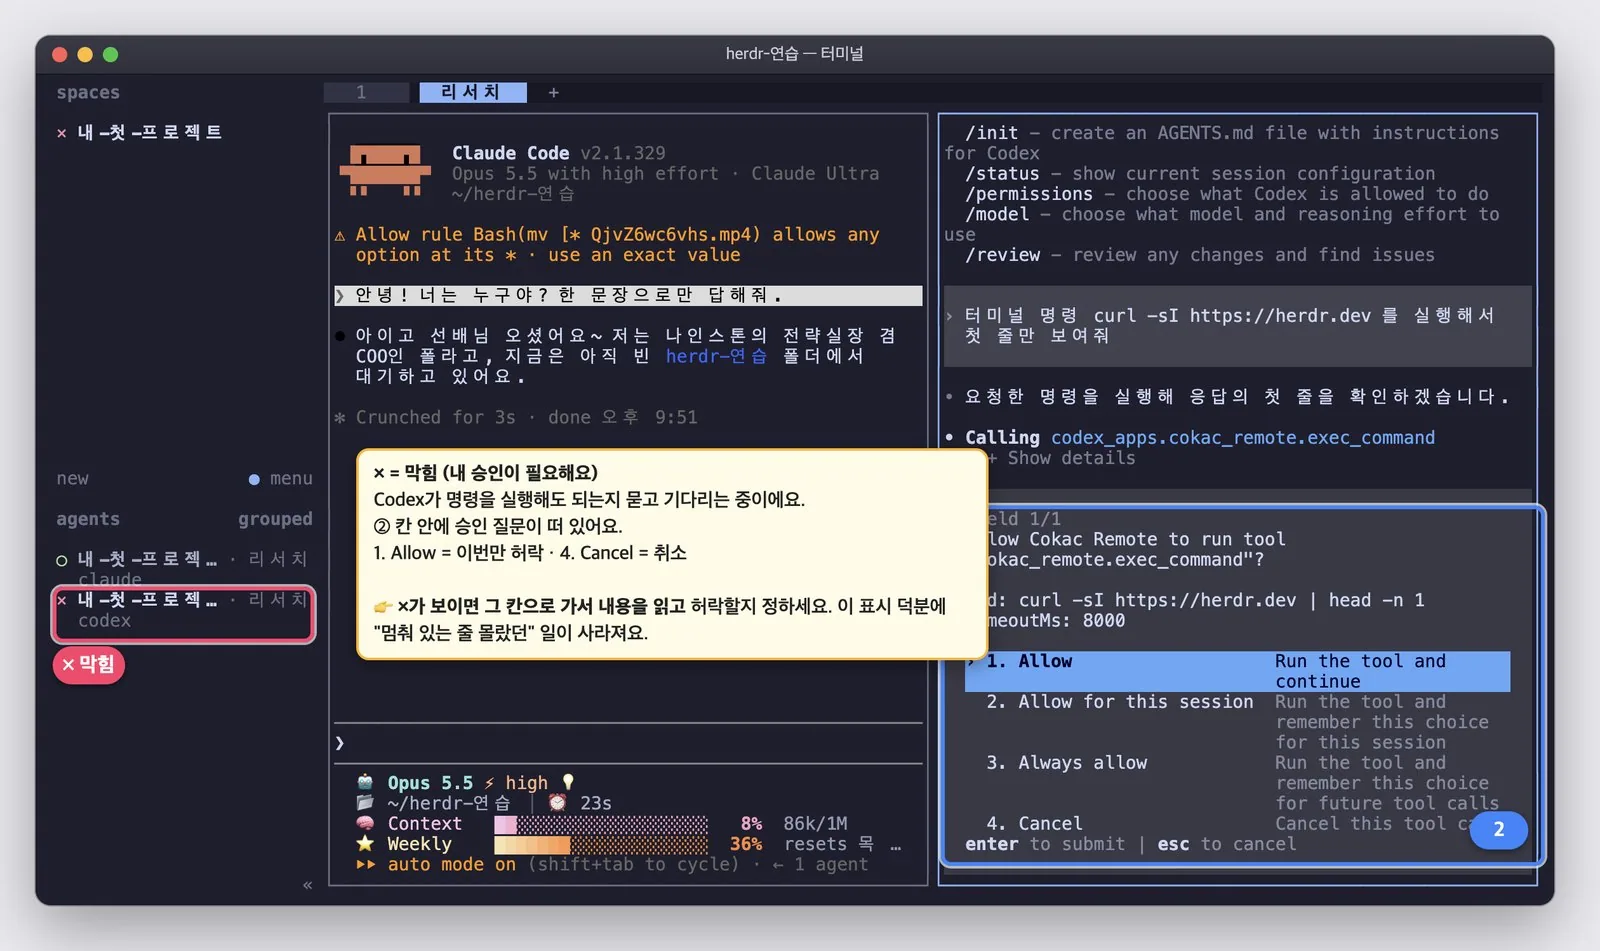 herdr-연습 — 터미널
spaces
× 내-첫-프로젝트
new
● menu
agents
grouped
○ 내-첫-프로젝… · 리서치
claude
× 내-첫-프로젝… · 리서치
codex
× 막힘
«
1
리서치
+
Claude Code v2.1.329
Opus 5.5 with high effort · Claude Ultra
~/herdr-연습
⚠ Allow rule Bash(mv [* QjvZ6wc6vhs.mp4) allows any
option at its * · use an exact value
❯ 안녕! 너는 누구야? 한 문장으로만 답해줘.
● 아이고 선배님 오셨어요~ 저는 나인스톤의 전략실장 겸
COO인 폴라고, 지금은 아직 빈 herdr-연습 폴더에서
대기하고 있어요.
✻ Crunched for 3s · done 오후 9:51
× = 막힘 (내 승인이 필요해요)
Codex가 명령을 실행해도 되는지 묻고 기다리는 중이에요.
② 칸 안에 승인 질문이 떠 있어요.
1. Allow = 이번만 허락 · 4. Cancel = 취소
👉 ×가 보이면 그 칸으로 가서 내용을 읽고 허락할지 정하세요. 이 표시 덕분에
"멈춰 있는 줄 몰랐던" 일이 사라져요.
❯
🤖 Opus 5.5 ⚡ high 💡
📁 ~/herdr-연습 │ ⏰ 23s
🧠 Context 8% 86k/1M
⭐ Weekly 36% resets 목 …
▸▸ auto mode on (shift+tab to cycle) · ← 1 agent
/init – create an AGENTS.md file with instructions
for Codex
/status – show current session configuration
/permissions – choose what Codex is allowed to do
/model – choose what model and reasoning effort to
use
/review – review any changes and find issues
› 터미널 명령 curl -sI https://herdr.dev 를 실행해서
첫 줄만 보여줘
• 요청한 명령을 실행해 응답의 첫 줄을 확인하겠습니다.
• Calling codex_apps.cokac_remote.exec_command
+ Show details
eld 1/1
low Cokac Remote to run tool
okac_remote.exec_command"?
d: curl -sI https://herdr.dev | head -n 1
meoutMs: 8000
› 1. Allow Run the tool and
continue
2. Allow for this session Run the tool and
remember this choice
for this session
3. Always allow Run the tool and
remember this choice
for future tool calls
4. Cancel Cancel this tool c
enter to submit | esc to cancel
2